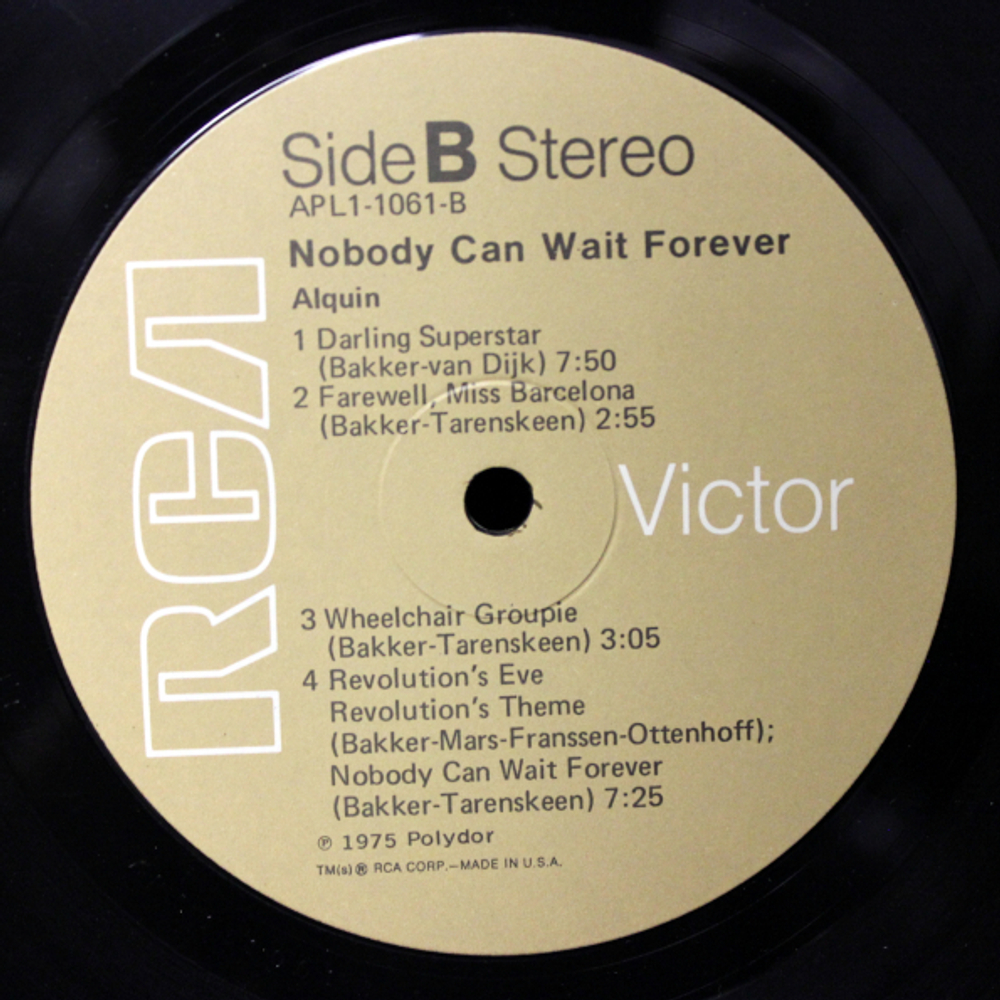 Side B Stereo
APL1-1061-B
Nobody Can Wait Forever
Alquin
1 Darling Superstar
(Bakker-van Dijk) 7:50
2 Farewell, Miss Barcelona
(Bakker-Tarenskeen) 2:55
RCA
Victor
3 Wheelchair Groupie
(Bakker-Tarenskeen) 3:05
4 Revolution's Eve
Revolution's Theme
(Bakker-Mars-Franssen-Ottenhoff);
Nobody Can Wait Forever
(Bakker-Tarenskeen) 7:25
℗ 1975 Polydor
TM(s) ® RCA CORP.—MADE IN U.S.A.